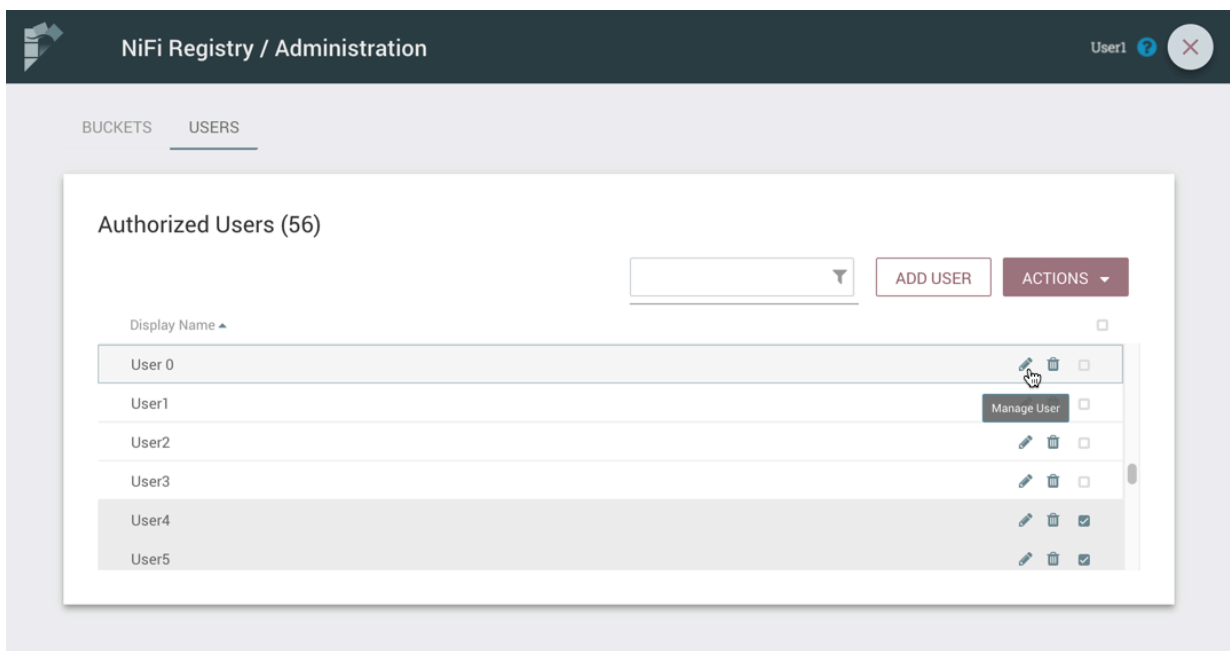 NiFi Registry / Administration
User1 ?
BUCKETS USERS
Authorized Users (56)
ADD USER ACTIONS
Display Name
User 0
User1
Manage User
User2
User3
User4
User5